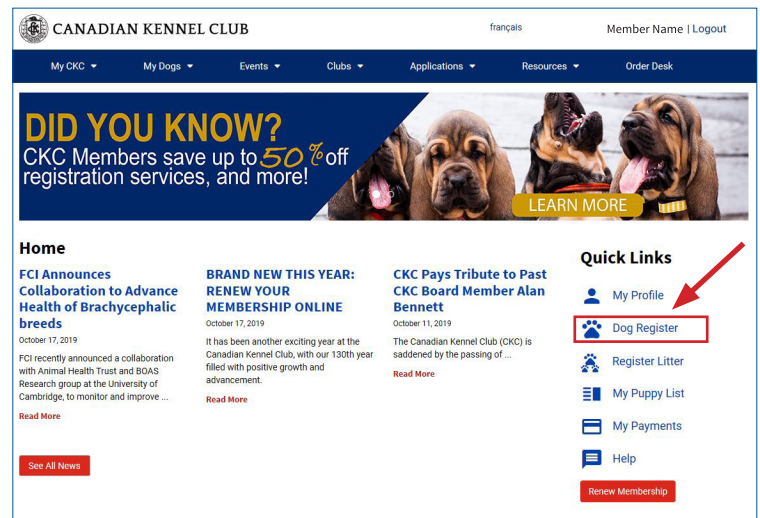 CANADIAN KENNEL CLUB
français
Member Name | Logout
My CKC
My Dogs
Events
Clubs
Applications
Resources
Order Desk
DID YOU KNOW?
CKC Members save up to 50% off
registration services, and more!
LEARN MORE
Home
FCI Announces
Collaboration to Advance
Health of Brachycephalic
breeds
October 17, 2019
FCI recently announced a collaboration
with Animal Health Trust and BOAS
Research group at the University of
Cambridge, to monitor and improve ...
Read More
BRAND NEW THIS YEAR:
RENEW YOUR
MEMBERSHIP ONLINE
October 17, 2019
It has been another exciting year at the
Canadian Kennel Club, with our 130th year
filled with positive growth and
advancement.
Read More
CKC Pays Tribute to Past
CKC Board Member Alan
Bennett
October 11, 2019
The Canadian Kennel Club (CKC) is
saddened by the passing of ...
Read More
See All News
Quick Links
My Profile
Dog Register
Register Litter
My Puppy List
My Payments
Help
Renew Membership